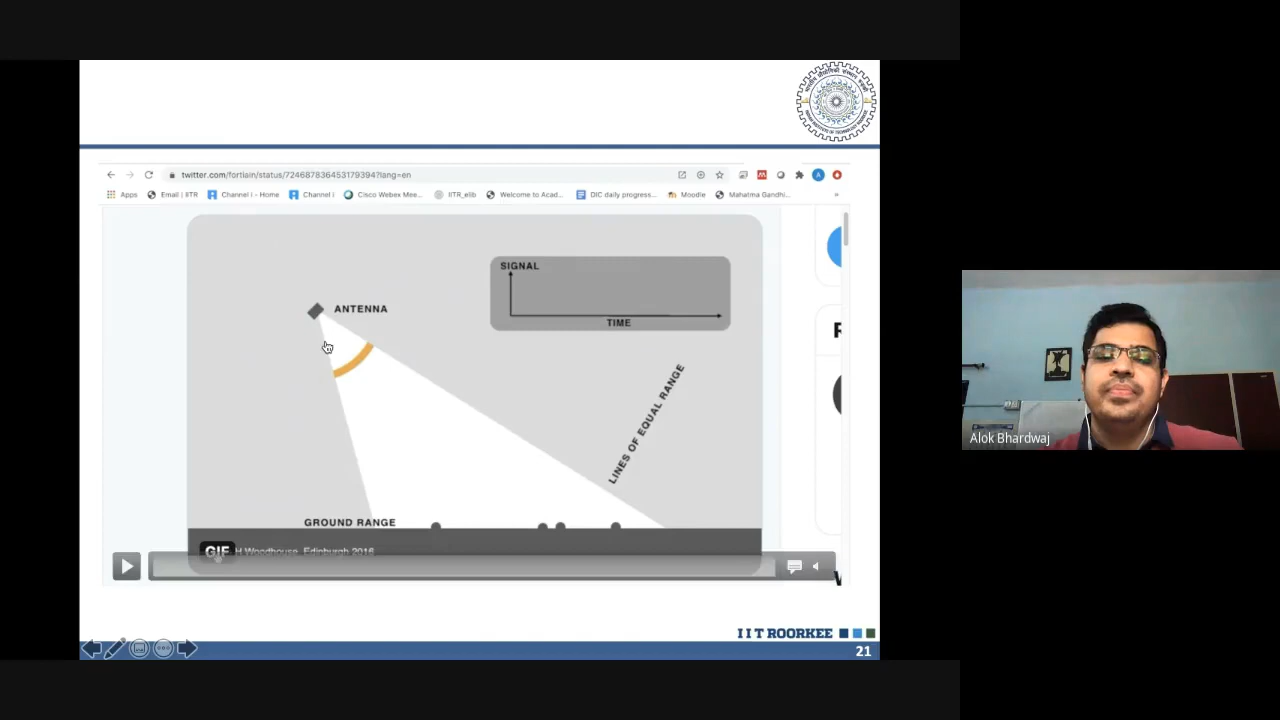 twitter.com/fortiain/status/724687836453179394?lang=en
Apps
Email | IITR
Channel i - Home
Channel i
Cisco Webex Mee...
IITR_elib
Welcome to Acad...
DIC daily progress...
Moodle
Mahatma Gandhi...
»
SIGNAL
TIME
ANTENNA
R
LINES OF EQUAL RANGE
Alok Bhardwaj
GROUND RANGE
GIF
H Woodhouse, Edinburgh 2016
IIT ROORKEE
21